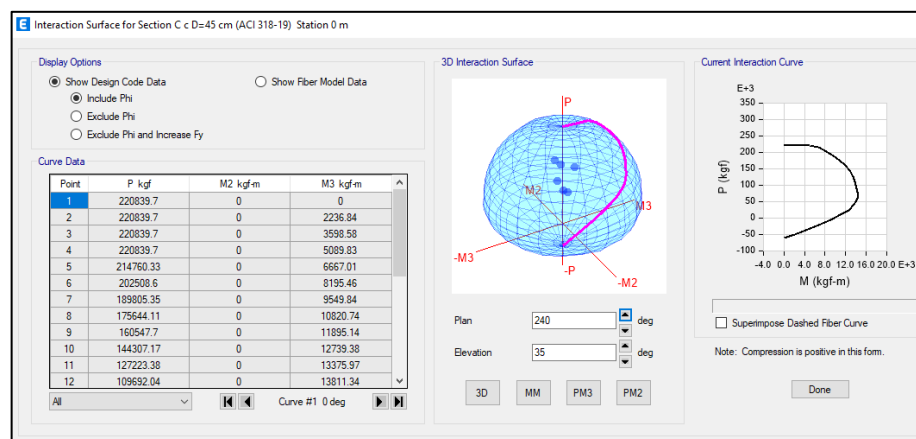 E Interaction Surface for Section C c D=45 cm (ACI 318-19) Station 0 m
Display Options
Show Design Code Data
Show Fiber Model Data
Include Phi
Exclude Phi
Exclude Phi and Increase Fy
Curve Data
Point P kgf M2 kgf-m M3 kgf-m
1 220839.7 0 0
2 220839.7 0 2236.84
3 220839.7 0 3598.58
4 220839.7 0 5089.83
5 214760.33 0 6667.01
6 202508.6 0 8195.46
7 189805.35 0 9549.84
8 175644.11 0 10820.74
9 160547.7 0 11895.14
10 144307.17 0 12739.38
11 127223.38 0 13375.97
12 109692.04 0 13811.34
All
Curve #1 0 deg
3D Interaction Surface
P
M2
M3
-M3
-P
-M2
Plan 240 deg
Elevation 35 deg
3D MM PM3 PM2
Current Interaction Curve
E+3
350
300
250
200
150
100
50
0
-50
-100
P (kgf)
-4.0 0.0 4.0 8.0 12.0 16.0 20.0 E+3
M (kgf-m)
Superimpose Dashed Fiber Curve
Note: Compression is positive in this form.
Done